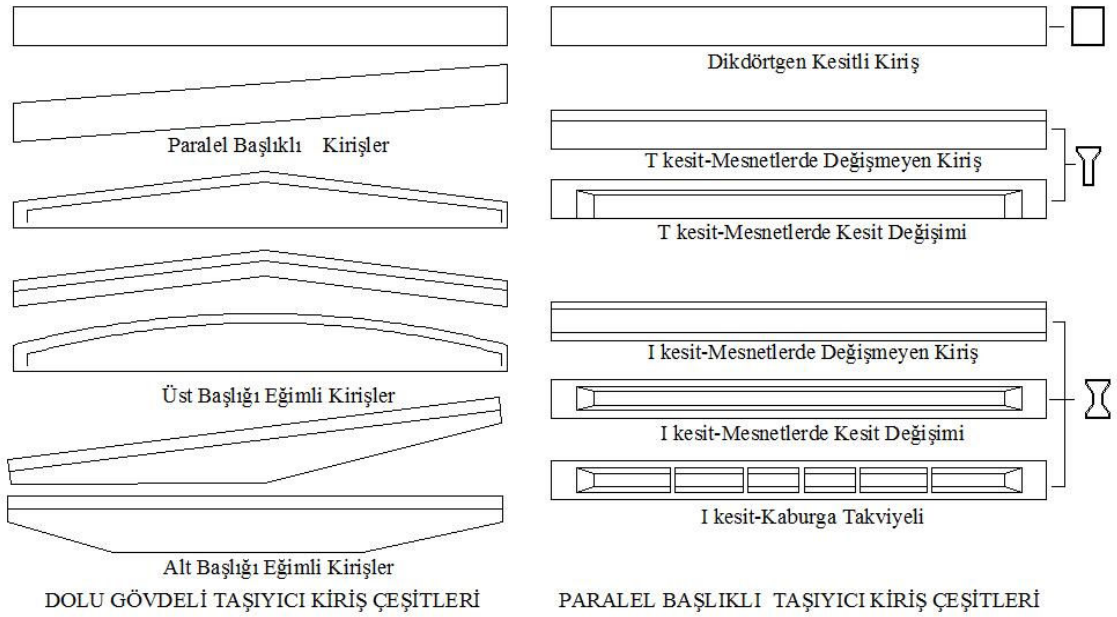 Paralel Başlıklı Kirişler
Üst Başlığı Eğimli Kirişler
Alt Başlığı Eğimli Kirişler
DOLU GÖVDELİ TAŞIYICI KİRİŞ ÇEŞİTLERİ
Dikdörtgen Kesitli Kiriş
T kesit-Mesnetlerde Değişmeyen Kiriş
T kesit-Mesnetlerde Kesit Değişimi
I kesit-Mesnetlerde Değişmeyen Kiriş
I kesit-Mesnetlerde Kesit Değişimi
I kesit-Kaburga Takviyeli
PARALEL BAŞLIKLI TAŞIYICI KİRİŞ ÇEŞİTLERİ